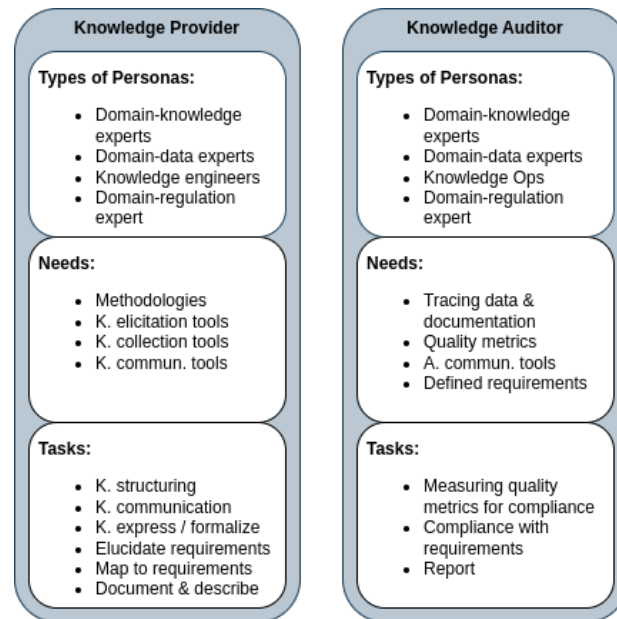 Knowledge Provider
Types of Personas:
• Domain-knowledge
experts
• Domain-data experts
• Knowledge engineers
• Domain-regulation
expert
Needs:
• Methodologies
• K. elicitation tools
• K. collection tools
• K. commun. tools
Tasks:
• K. structuring
• K. communication
• K. express / formalize
• Elucidate requirements
• Map to requirements
• Document & describe
Knowledge Auditor
Types of Personas:
• Domain-knowledge
experts
• Domain-data experts
• Knowledge Ops
• Domain-regulation
expert
Needs:
• Tracing data &
documentation
• Quality metrics
• A. commun. tools
• Defined requirements
Tasks:
• Measuring quality
metrics for compliance
• Compliance with
requirements
• Report